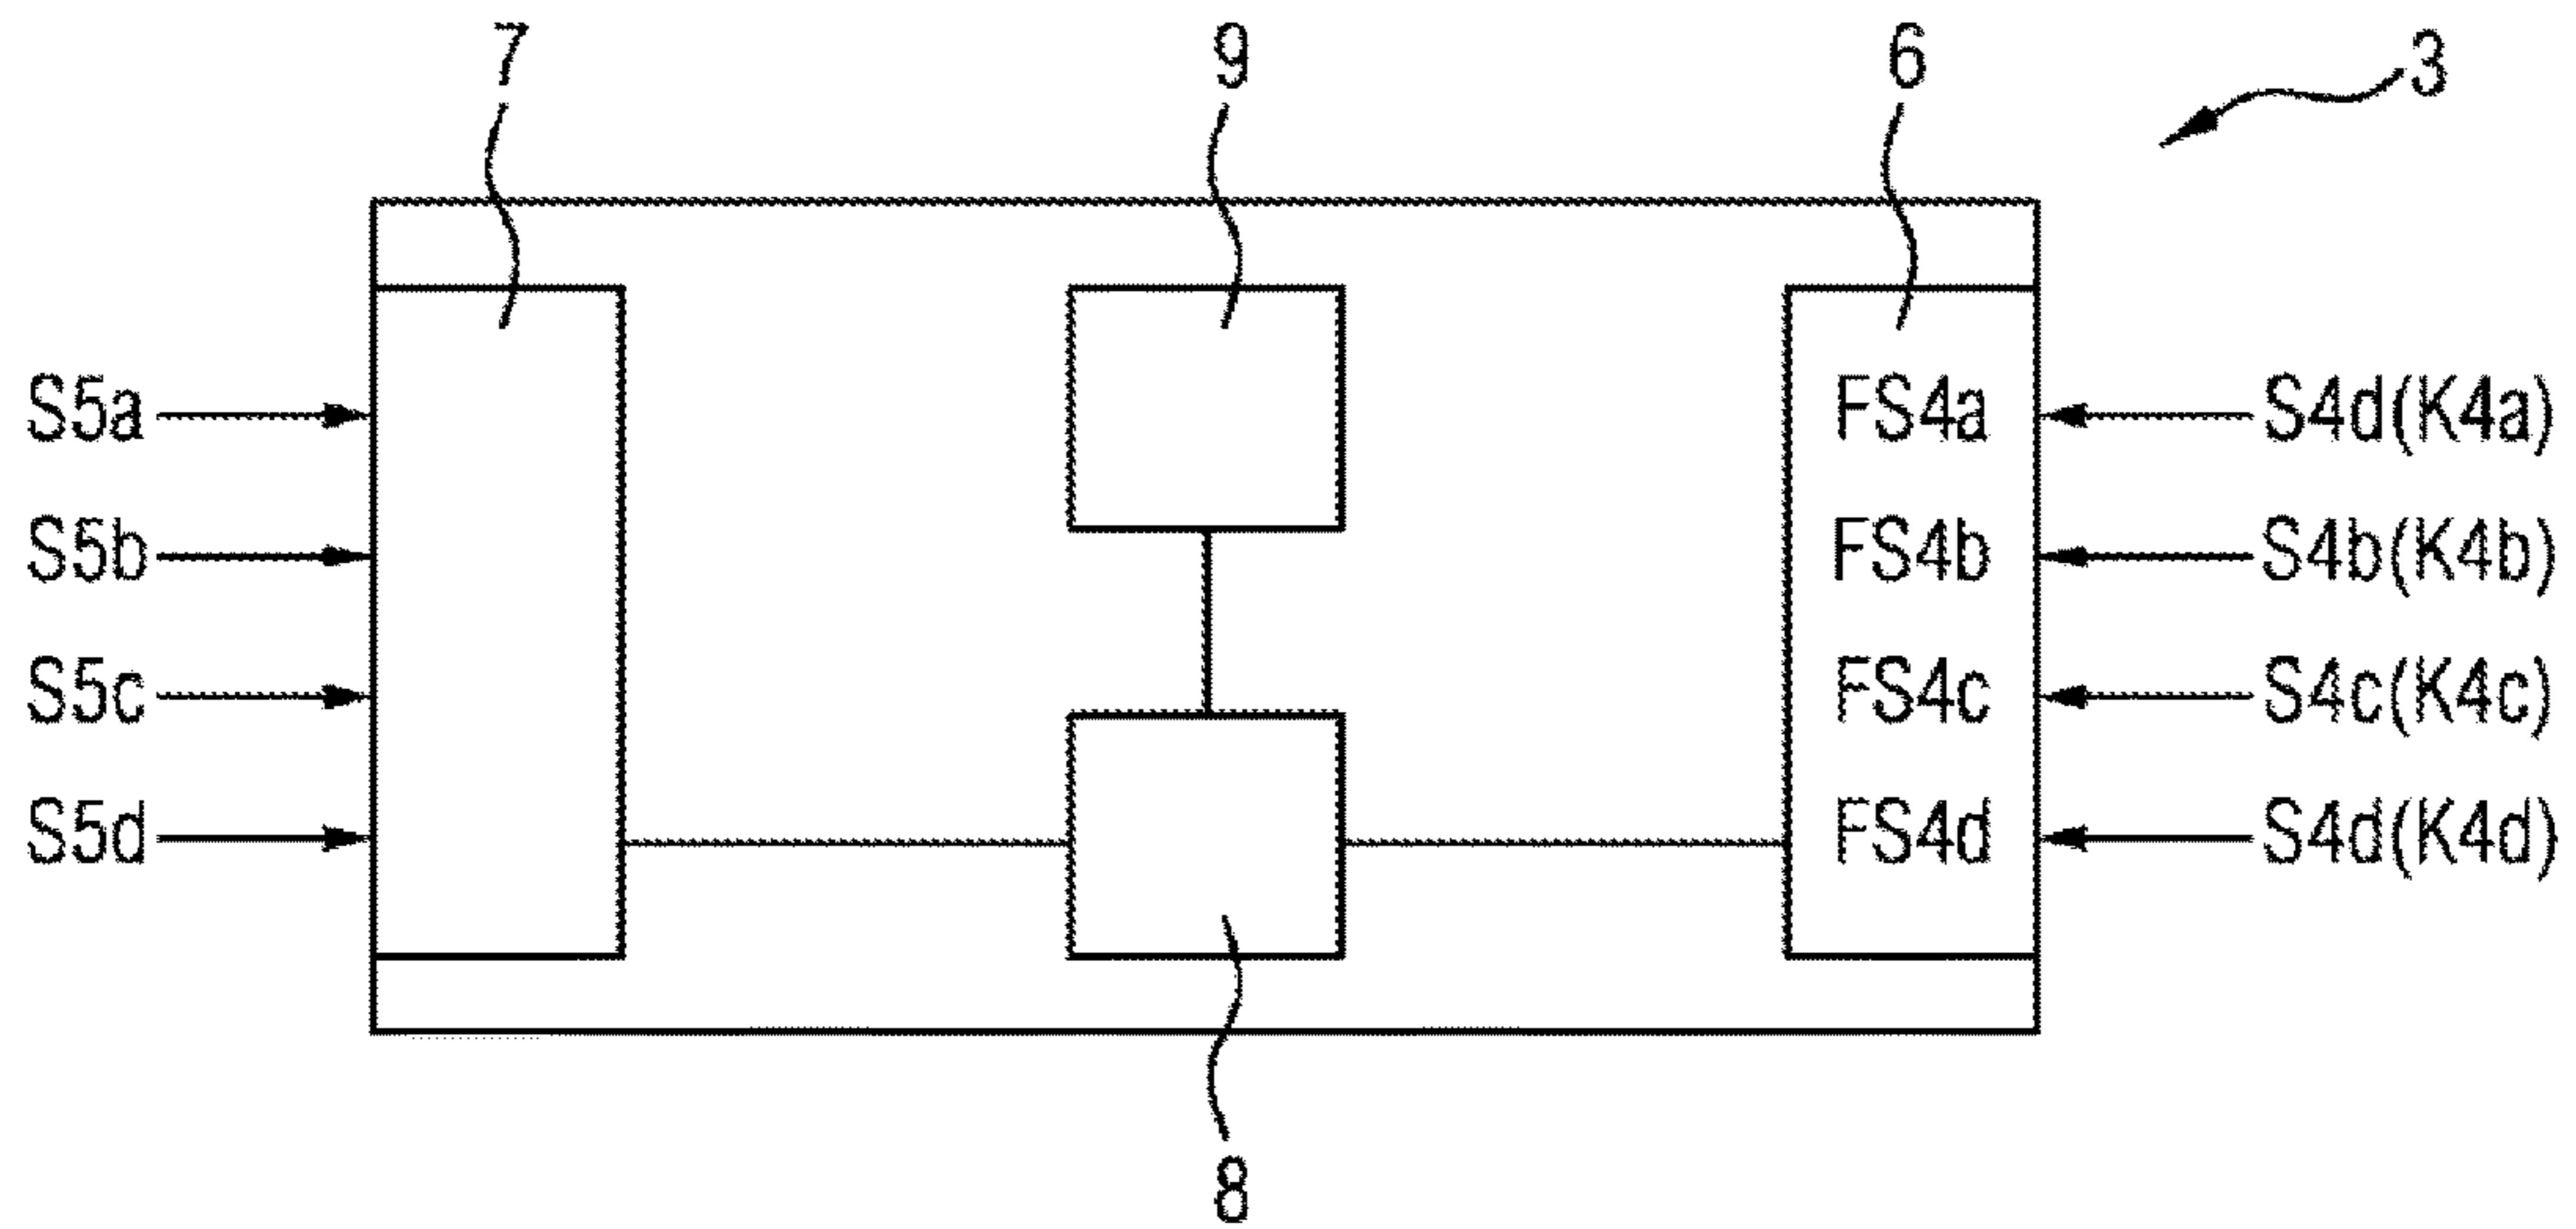 7 9 6 3
S5a FS4a S4d(K4a)
S5b FS4b S4b(K4b)
S5c FS4c S4c(K4c)
S5d FS4d S4d(K4d)
8